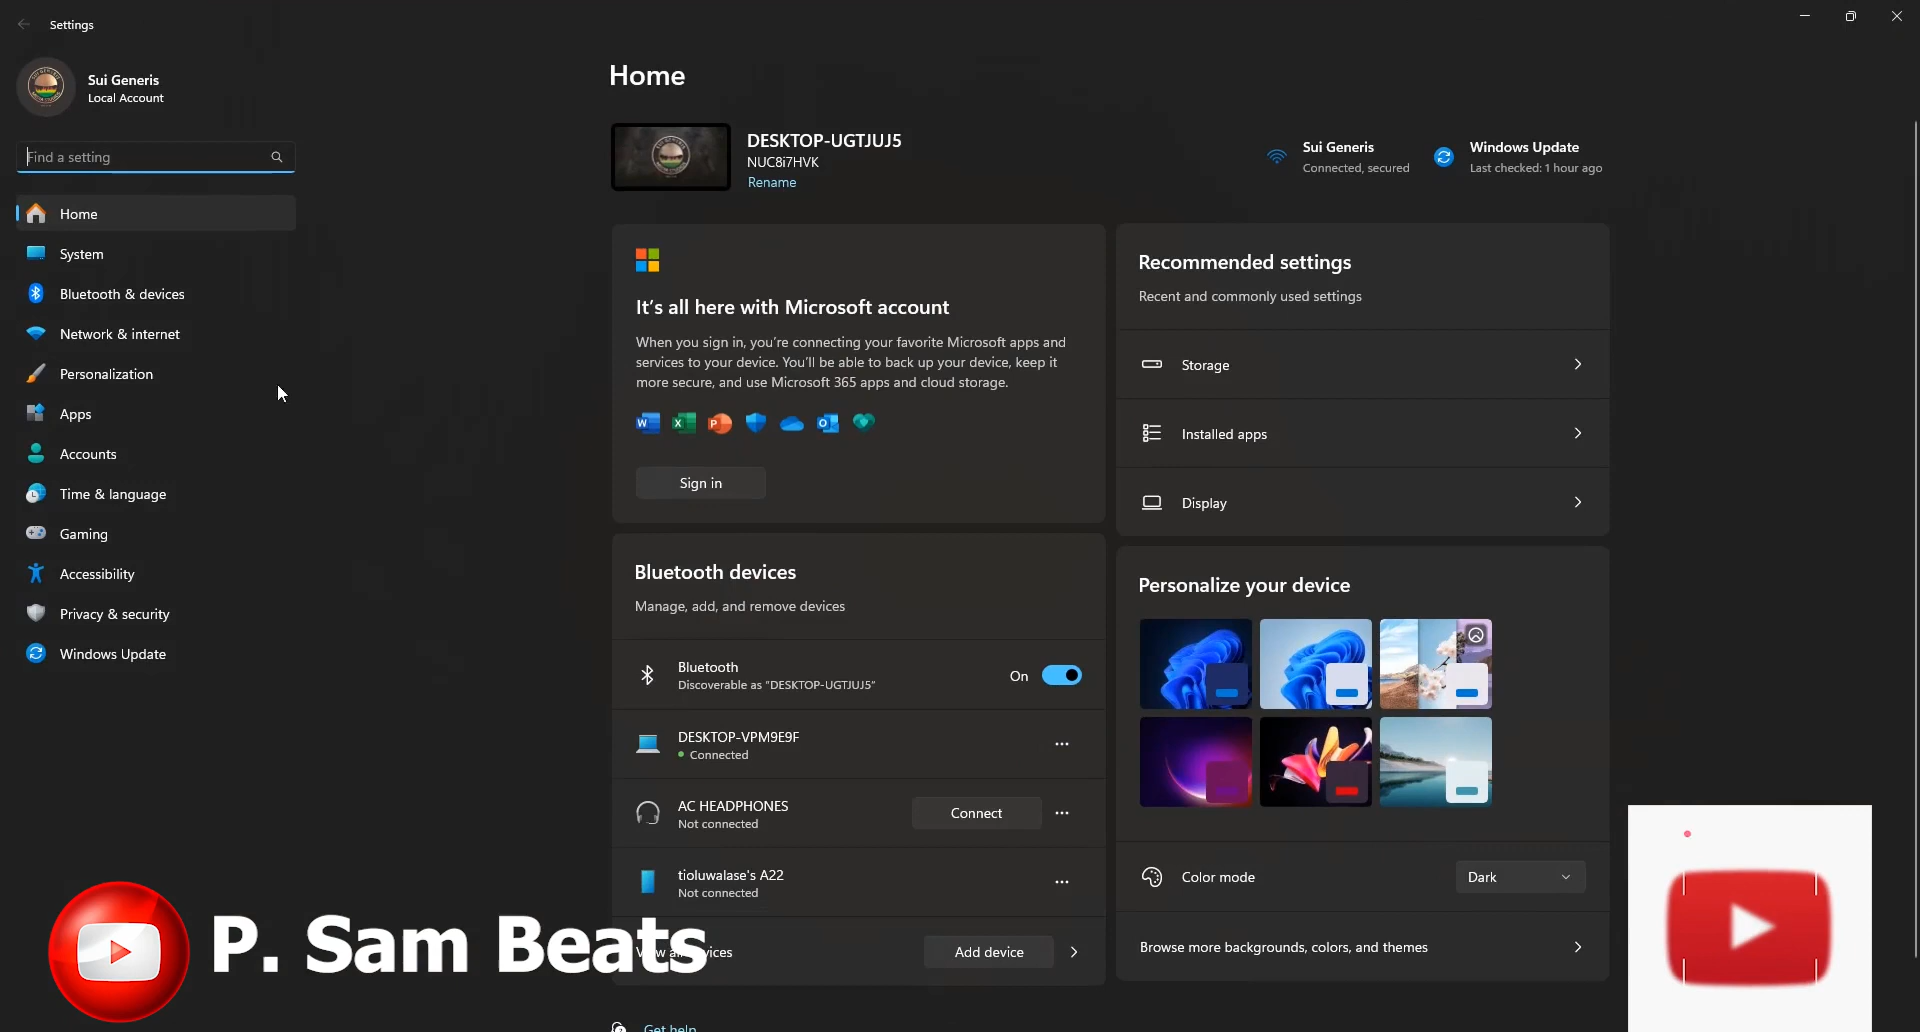 Settings
Sui Generis
Local Account
Find a setting
Home
System
Bluetooth & devices
Network & internet
Personalization
Apps
Accounts
Time & language
Gaming
Accessibility
Privacy & security
Windows Update
Home
DESKTOP-UGTJUJ5
NUC8i7HVK
Rename
Sui Generis
Connected, secured
Windows Update
Last checked: 1 hour ago
It's all here with Microsoft account
When you sign in, you're connecting your favorite Microsoft apps and
services to your device. You'll be able to back up your device, keep it
more secure, and use Microsoft 365 apps and cloud storage.
Sign in
Bluetooth devices
Manage, add, and remove devices
Bluetooth
Discoverable as "DESKTOP-UGTJUJ5"
On
DESKTOP-VPM9E9F
Connected
AC HEADPHONES
Not connected
Connect
tioluwalase's A22
Not connected
Add device
Get help
Recommended settings
Recent and commonly used settings
Storage
Installed apps
Display
Personalize your device
Color mode
Dark
Browse more backgrounds, colors, and themes
P. Sam Beats